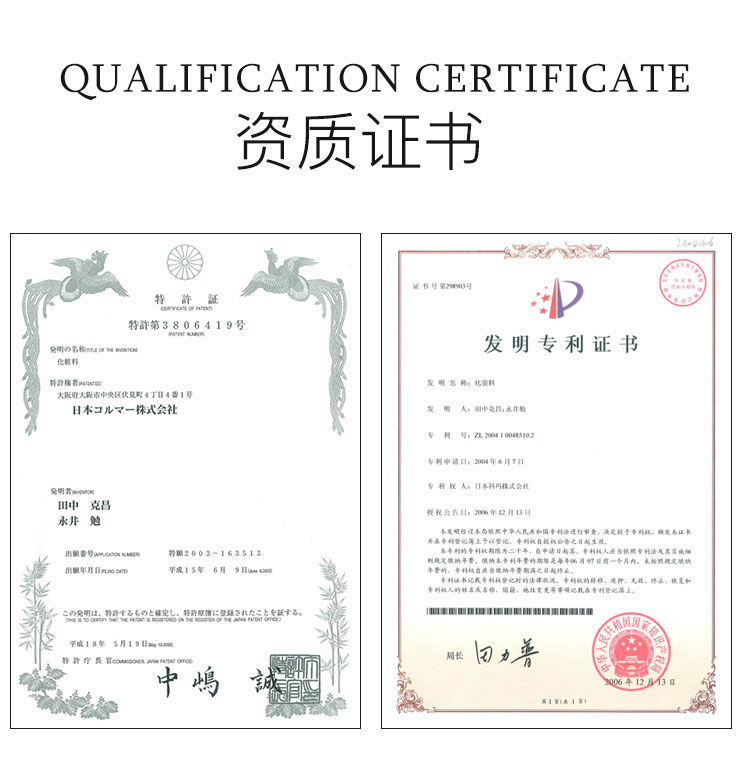 QUALIFICATION CERTIFICATE
资质证书
特許証
(CERTIFICATE OF PATENT)
特許第3806419号
(PATENT NUMBER)
発明の名称(TITLE OF THE INVENTION)
化粧料
特許権者(PATENTEE)
大阪府大阪市中央区伏見町4丁目4番1号
日本コルマー株式会社
発明者(INVENTOR)
田中 克昌
永井 勉
出願番号(APPLICATION NUMBER) 特願2003-163513
出願年月日(FILING DATE) 平成15年 6月 9日(June 9,2003)
この発明は、特許するものと確定し、特許原簿に登録されたことを証する。
(THIS IS TO CERTIFY THAT THE PATENT IS REGISTERED ON THE REGISTER OF THE JAPAN PATENT OFFICE.)
平成18年 5月19日(May 19,2006)
特許庁長官(COMMISSIONER, JAPAN PATENT OFFICE)
中嶋 誠
证书号第298903号
发明专利证书
发明名称:化装料
发明人:田中克昌;永井勉
专利号:ZL 2004 1 0048510.2
专利申请日:2004年6月7日
专利权人:日本科玛株式会社
授权公告日:2006年12月13日
本发明经过本局依照中华人民共和国专利法进行审查,决定授予专利权,颁发本证书
并在专利登记簿上予以登记。专利权自授权公告之日起生效。
本专利的专利权期限为二十年,自申请日起算。专利权人应当依照专利法及其实施细
则规定缴纳年费。缴纳本专利年费的期限是每年06月07日前一个月内。未按照规定缴纳
年费的,专利权自应当缴纳年费期满之日起终止。
专利证书记载专利权登记时的法律状况。专利权的转移、质押、无效、终止、恢复和
专利权人的姓名或名称、国籍、地址变更等事项记载在专利登记簿上。
局长 田力普
中华人民共和国国家知识产权局
2006年12月13日
第1页(共1页)